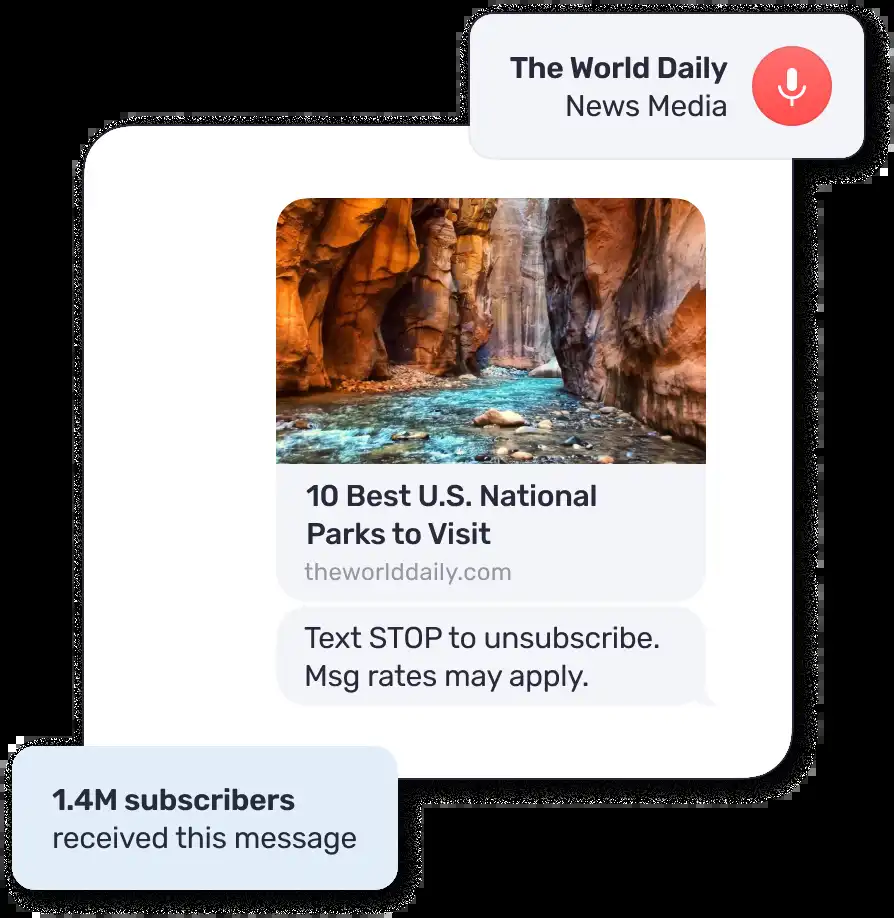 The World Daily
News Media
10 Best U.S. National
Parks to Visit
theworlddaily.com
Text STOP to unsubscribe.
Msg rates may apply.
1.4M subscribers
received this message